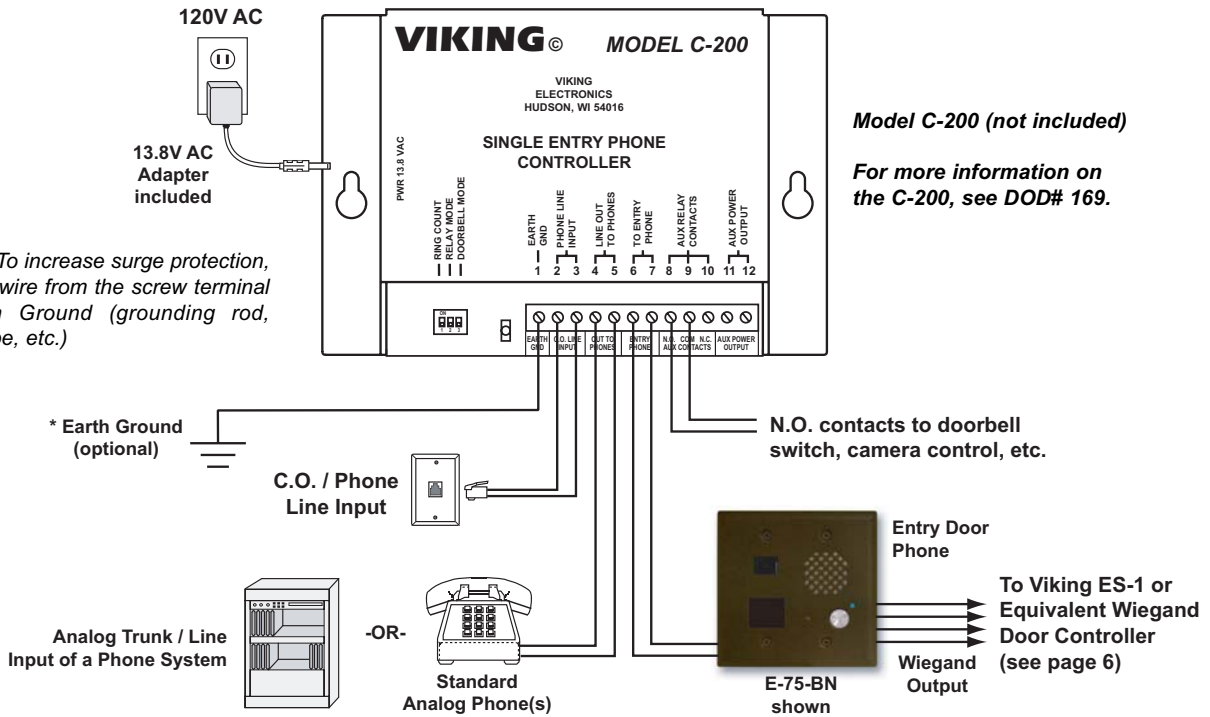 120V AC
13.8V AC
Adapter
included
VIKING© MODEL C-200
VIKING
ELECTRONICS
HUDSON, WI 54016
SINGLE ENTRY PHONE
CONTROLLER
PWR 13.8 VAC
RING COUNT
RELAY MODE
DOORBELL MODE
EARTH
GND
PHONE LINE
INPUT
LINE OUT
TO PHONES
TO ENTRY
PHONE
AUX RELAY
CONTACTS
AUX POWER
OUTPUT
1 2 3 4 5 6 7 8 9 10 11 12
ON
1 2 3
EARTH
GND
C.O. LINE
INPUT
OUT TO
PHONES
ENTRY
PHONE
N.O. COM N.C.
AUX CONTACTS
AUX POWER
OUTPUT
Model C-200 (not included)
For more information on
the C-200, see DOD# 169.
To increase surge protection,
wire from the screw terminal
Ground (grounding rod,
etc.)
* Earth Ground
(optional)
C.O. / Phone
Line Input
N.O. contacts to doorbell
switch, camera control, etc.
Analog Trunk / Line
Input of a Phone System
-OR-
Standard
Analog Phone(s)
Entry Door
Phone
E-75-BN
shown
Wiegand
Output
To Viking ES-1 or
Equivalent Wiegand
Door Controller
(see page 6)